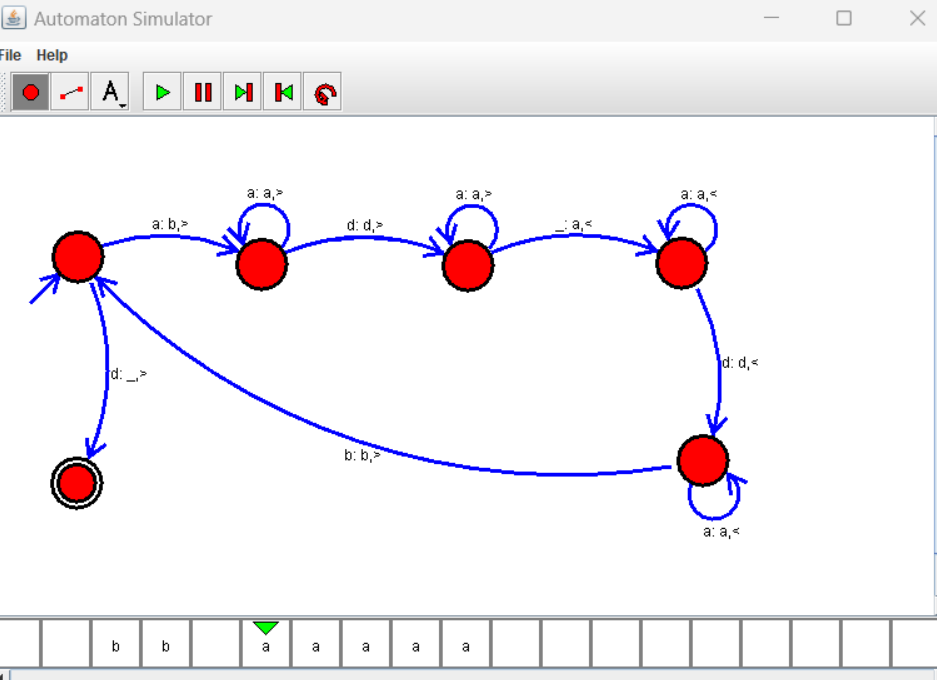 Automaton Simulator
File Help
A
a: a,> a: a,> a: a,<
a: b,> d: d,> _: a,<
d: d,<
d: _,>
b: b,>
a: a,<
b b a a a a a